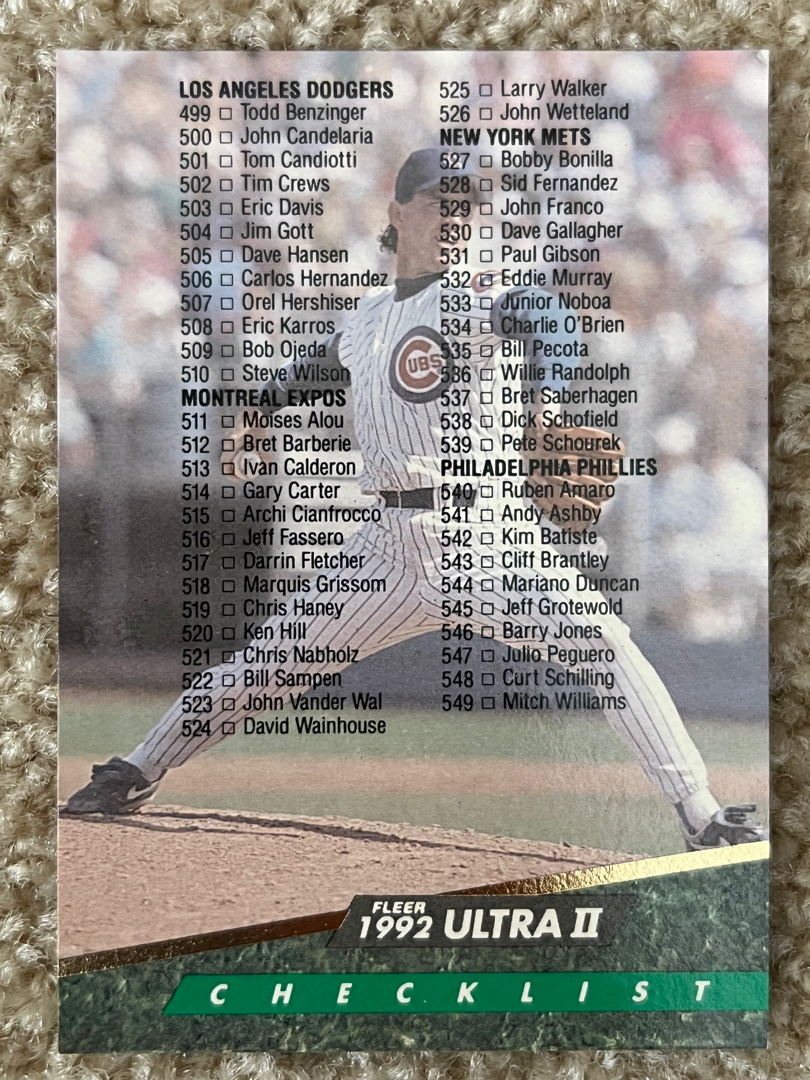 LOS ANGELES DODGERS
499 □ Todd Benzinger
500 □ John Candelaria
501 □ Tom Candiotti
502 □ Tim Crews
503 □ Eric Davis
504 □ Jim Gott
505 □ Dave Hansen
506 □ Carlos Hernandez
507 □ Orel Hershiser
508 □ Eric Karros
509 □ Bob Ojeda
510 □ Steve Wilson
MONTREAL EXPOS
511 □ Moises Alou
512 □ Bret Barberie
513 □ Ivan Calderon
514 □ Gary Carter
515 □ Archi Cianfrocco
516 □ Jeff Fassero
517 □ Darrin Fletcher
518 □ Marquis Grissom
519 □ Chris Haney
520 □ Ken Hill
521 □ Chris Nabholz
522 □ Bill Sampen
523 □ John Vander Wal
524 □ David Wainhouse
525 □ Larry Walker
526 □ John Wetteland
NEW YORK METS
527 □ Bobby Bonilla
528 □ Sid Fernandez
529 □ John Franco
530 □ Dave Gallagher
531 □ Paul Gibson
532 □ Eddie Murray
533 □ Junior Noboa
534 □ Charlie O'Brien
535 □ Bill Pecota
536 □ Willie Randolph
537 □ Bret Saberhagen
538 □ Dick Schofield
539 □ Pete Schourek
PHILADELPHIA PHILLIES
540 □ Ruben Amaro
541 □ Andy Ashby
542 □ Kim Batiste
543 □ Cliff Brantley
544 □ Mariano Duncan
545 □ Jeff Grotewold
546 □ Barry Jones
547 □ Julio Peguero
548 □ Curt Schilling
549 □ Mitch Williams
CUBS
FLEER
1992 ULTRA II
CHECKLIST